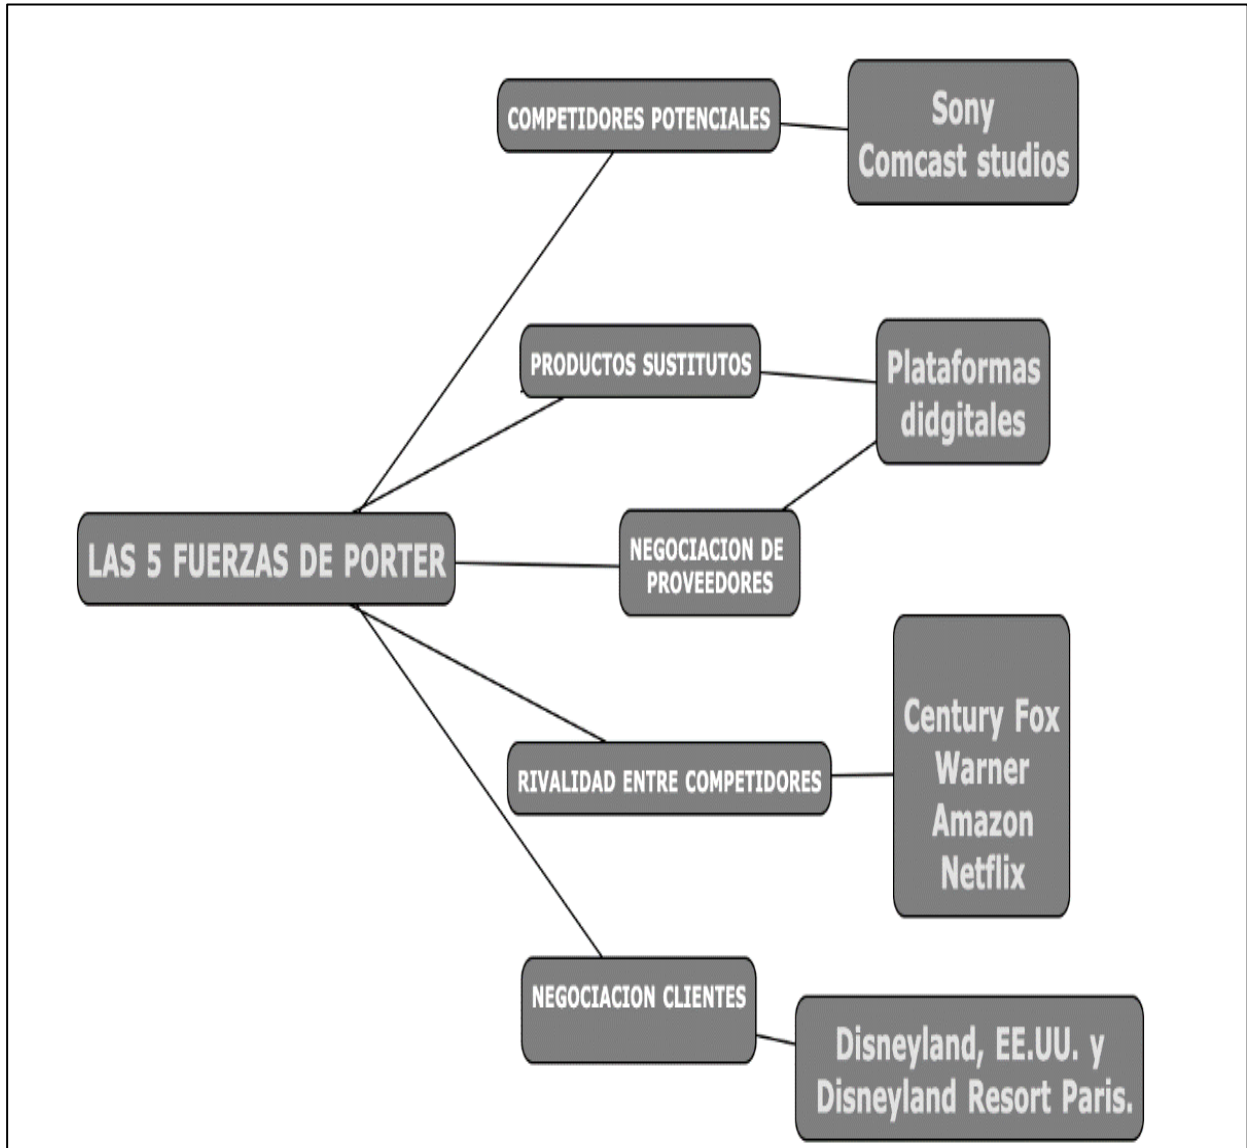 COMPETIDORES POTENCIALES
Sony
Comcast studios
PRODUCTOS SUSTITUTOS
Plataformas
didgitales
LAS 5 FUERZAS DE PORTER
NEGOCIACION DE
PROVEEDORES
RIVALIDAD ENTRE COMPETIDORES
Century Fox
Warner
Amazon
Netflix
NEGOCIACION CLIENTES
Disneyland, EE.UU. y
Disneyland Resort Paris.